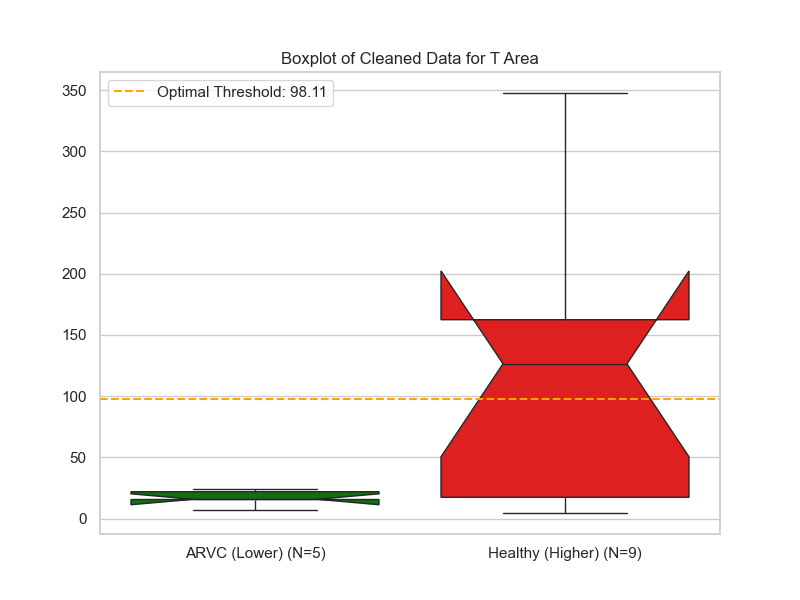 Boxplot of Cleaned Data for T Area
Optimal Threshold: 98.11
350
300
250
200
150
100
50
0
ARVC (Lower) (N=5)
Healthy (Higher) (N=9)